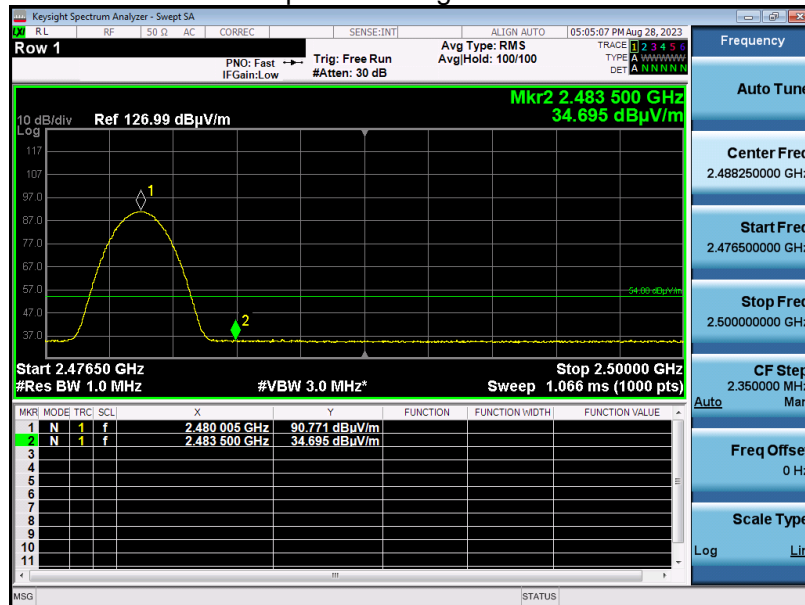 Keysight Spectrum Analyzer - Swept SA
LXI RL RF 50 Ω AC CORREC SENSE:INT ALIGN AUTO 05:05:07 PM Aug 28, 2023
Row 1
PNO: Fast
IFGain:Low
Trig: Free Run
#Atten: 30 dB
Avg Type: RMS
Avg|Hold: 100/100
TRACE 1 2 3 4 5 6
TYPE A WWWWW
DET A N N N N N
Mkr2 2.483 500 GHz
34.695 dBµV/m
10 dB/div Ref 126.99 dBµV/m
Log
117
107
97.0
87.0
77.0
67.0
57.0
47.0
37.0
1
2
54.00 dBµV/m
Start 2.47650 GHz Stop 2.50000 GHz
#Res BW 1.0 MHz #VBW 3.0 MHz* Sweep 1.066 ms (1000 pts)
MKR MODE TRC SCL X Y FUNCTION FUNCTION WIDTH FUNCTION VALUE
1 N 1 f 2.480 005 GHz 90.771 dBµV/m
2 N 1 f 2.483 500 GHz 34.695 dBµV/m
3
4
5
6
7
8
9
10
11
MSG STATUS
Frequency
Auto Tune
Center Freq
2.488250000 GHz
Start Freq
2.476500000 GHz
Stop Freq
2.500000000 GHz
CF Step
2.350000 MHz
Auto Man
Freq Offset
0 Hz
Scale Type
Log Lin